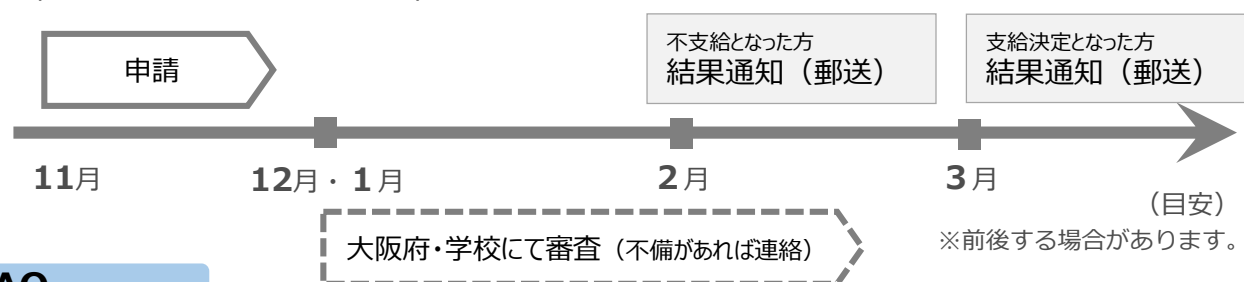 申請
不支給となった方
結果通知（郵送）
支給決定となった方
結果通知（郵送）
11月
12月・1月
2月
3月
（目安）
大阪府・学校にて審査（不備があれば連絡）
※前後する場合があります。